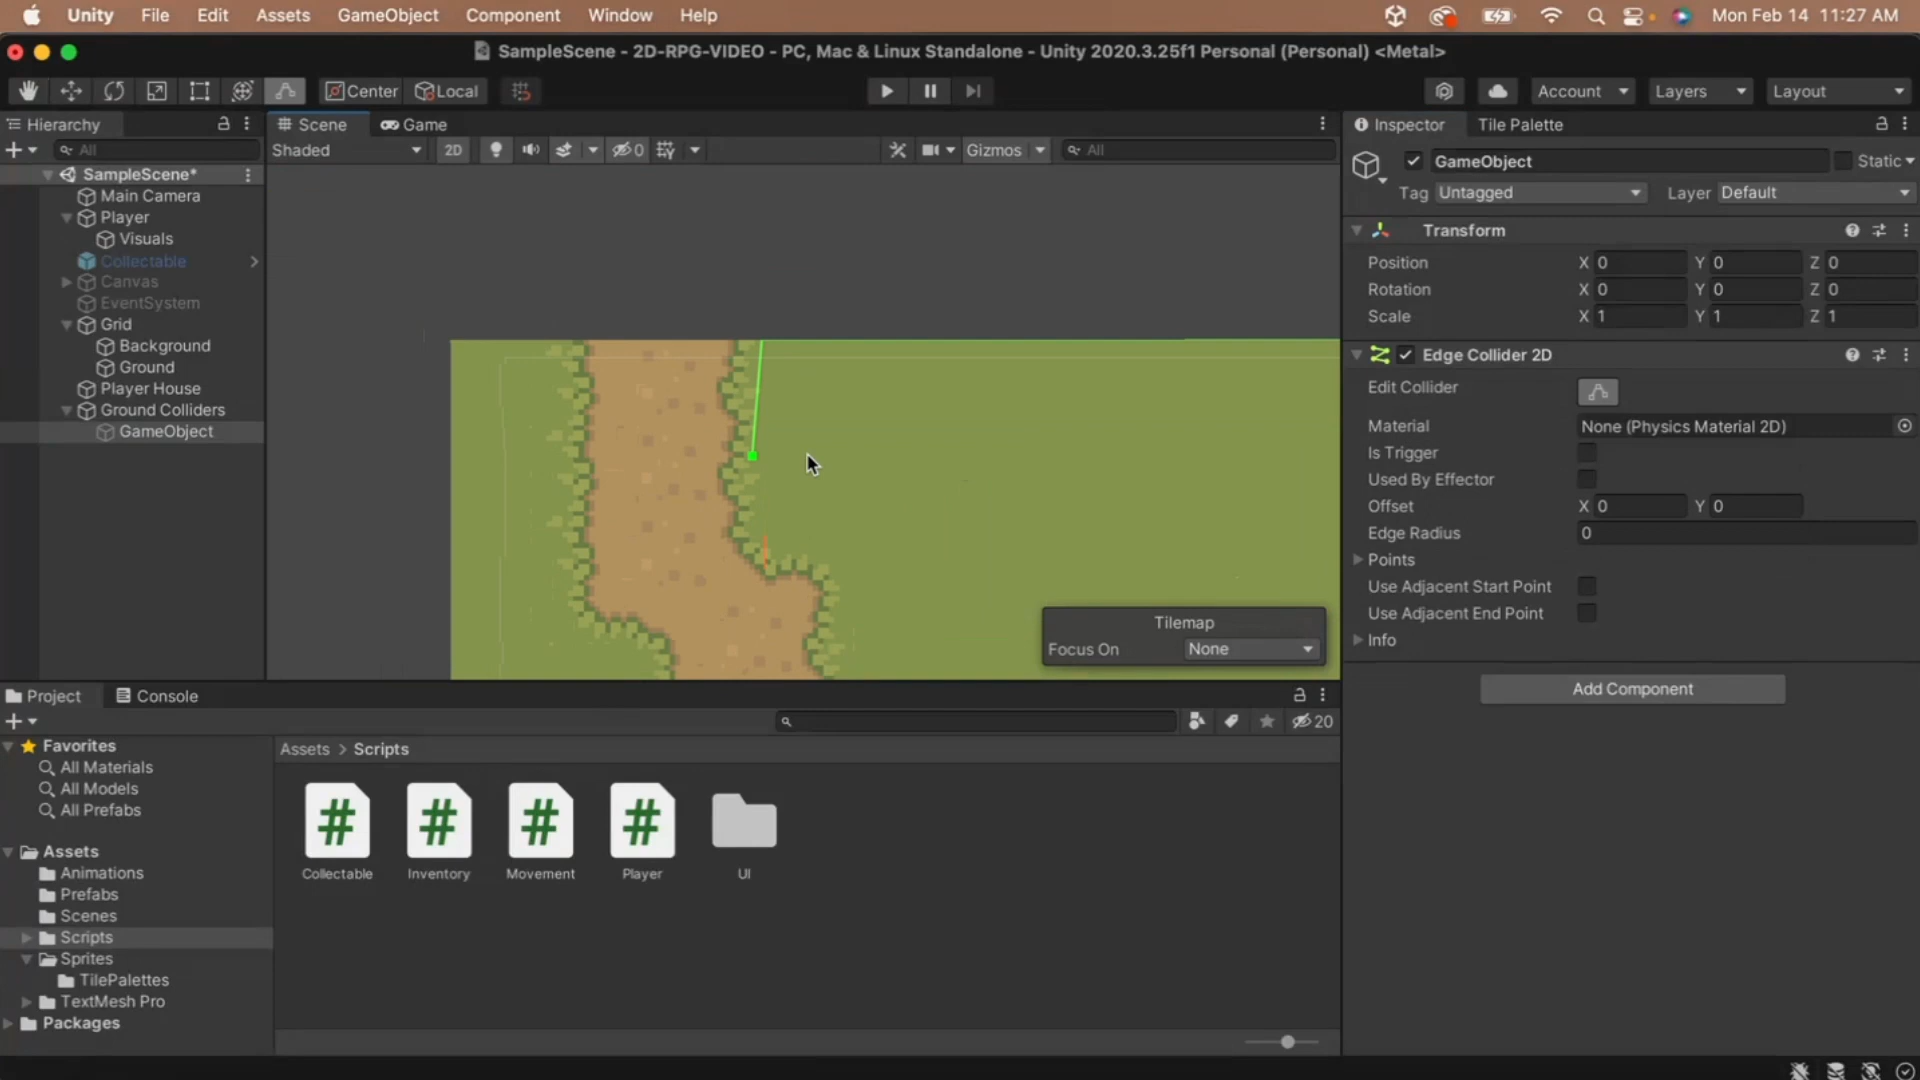 Unity File Edit Assets GameObject Component Window Help Mon Feb 14 11:27 AM
SampleScene - 2D-RPG-VIDEO - PC, Mac & Linux Standalone - Unity 2020.3.25f1 Personal (Personal) <Metal>
Center Local Account Layers Layout
Hierarchy
All
SampleScene*
Main Camera
Player
Visuals
Collectable
Canvas
EventSystem
Grid
Background
Ground
Player House
Ground Colliders
GameObject
Scene Game
Shaded 2D 0 Gizmos All
Tilemap
Focus On None
Inspector Tile Palette
GameObject Static
Tag Untagged Layer Default
Transform
Position X 0 Y 0 Z 0
Rotation X 0 Y 0 Z 0
Scale X 1 Y 1 Z 1
Edge Collider 2D
Edit Collider
Material None (Physics Material 2D)
Is Trigger
Used By Effector
Offset X 0 Y 0
Edge Radius 0
Points
Use Adjacent Start Point
Use Adjacent End Point
Info
Add Component
Project Console
20
Favorites
All Materials
All Models
All Prefabs
Assets
Animations
Prefabs
Scenes
Scripts
Sprites
TilePalettes
TextMesh Pro
Packages
Assets > Scripts
Collectable Inventory Movement Player UI